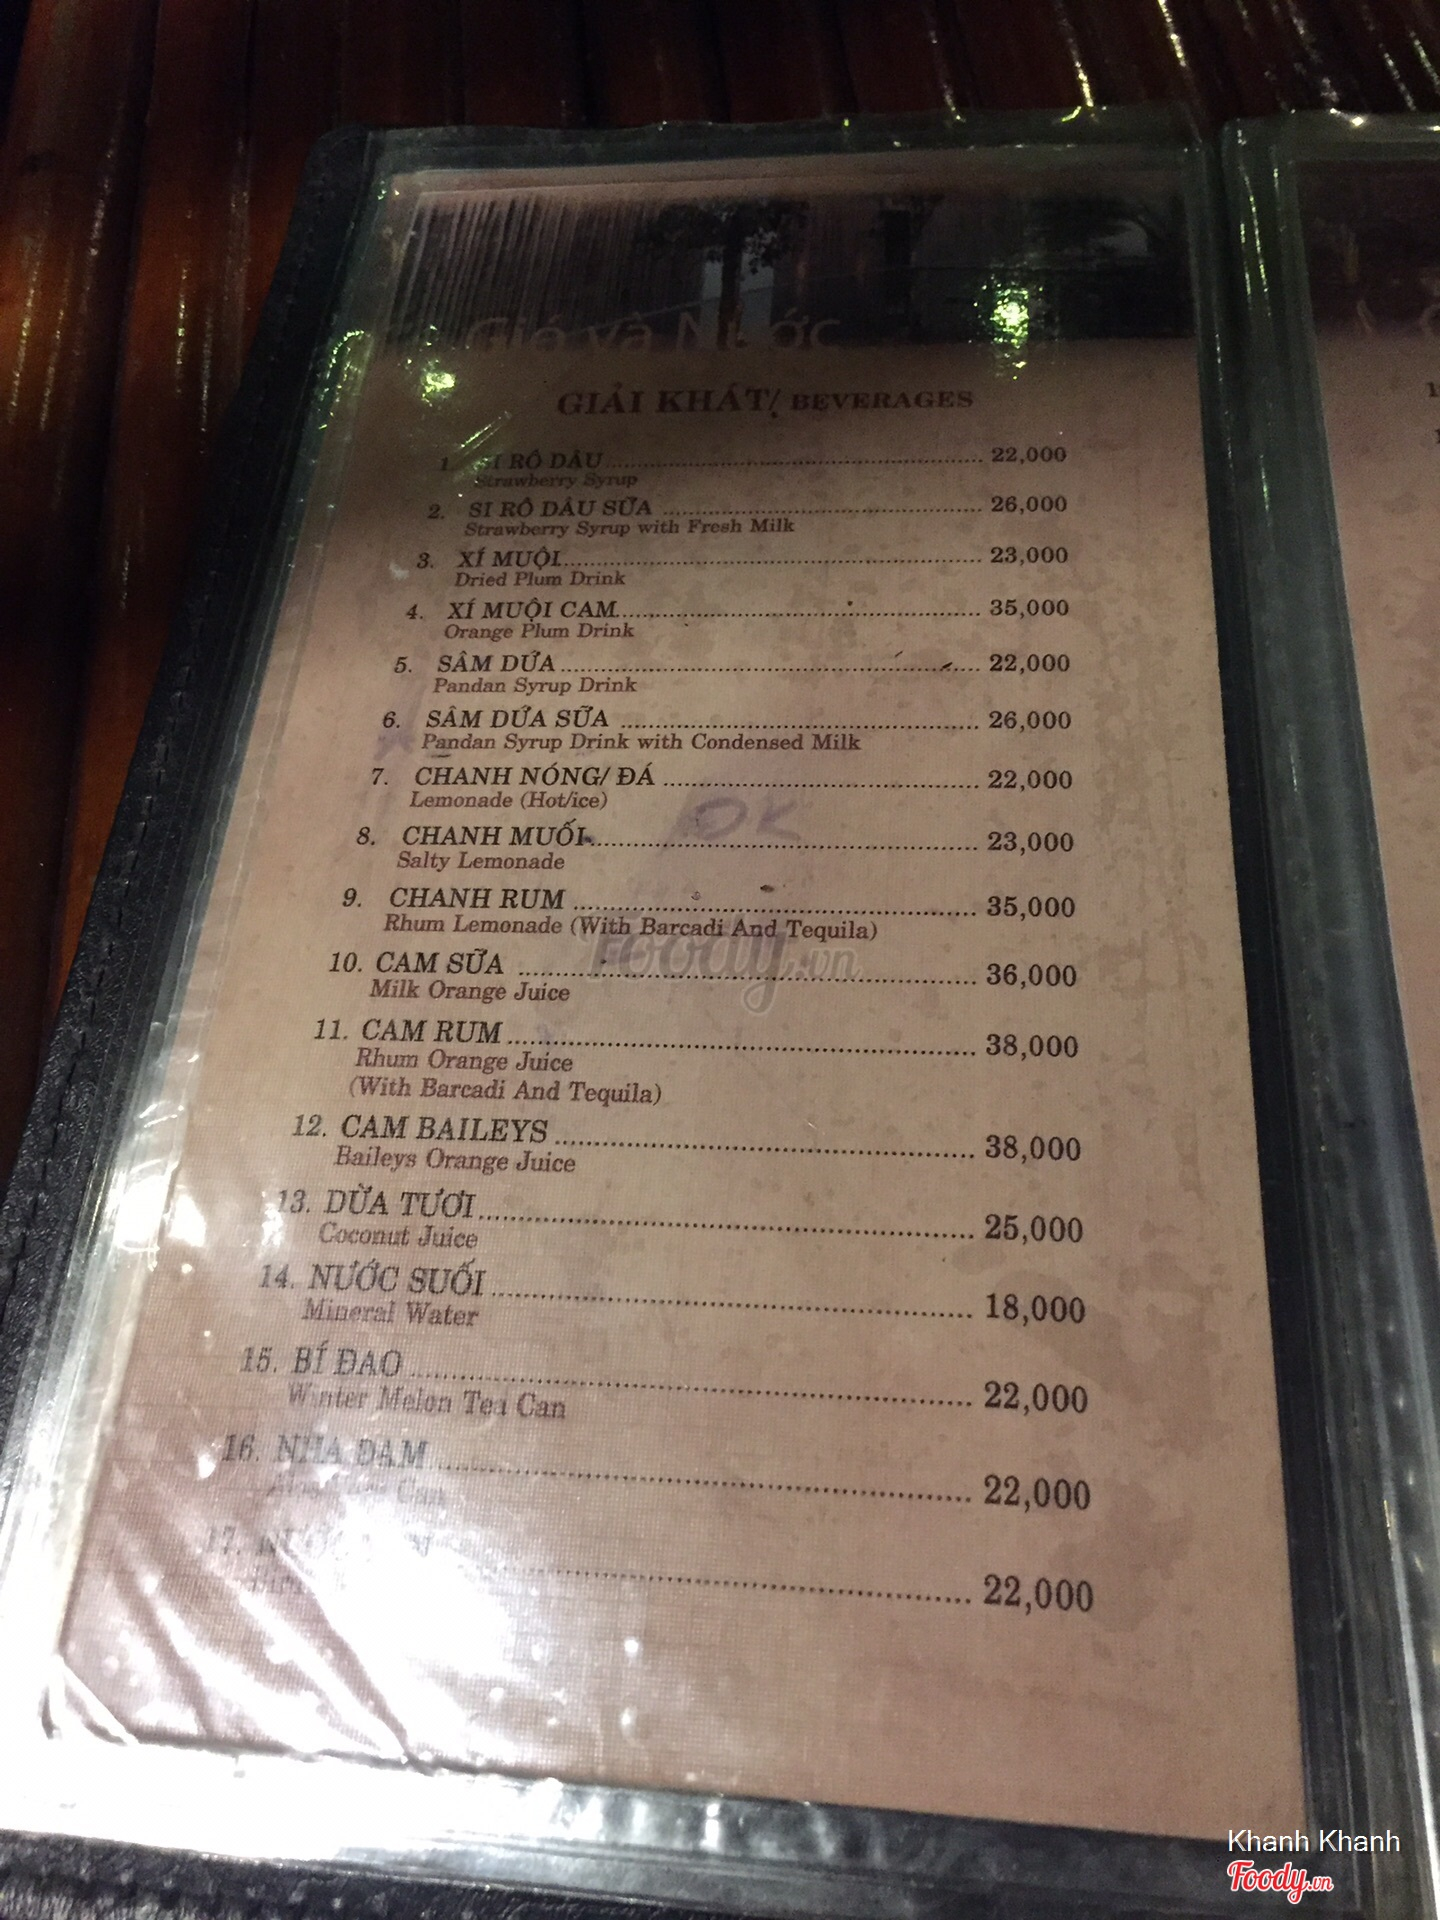 Gió và Nước
GIẢI KHÁT/ BEVERAGES
1. SI RÔ DÂU 22,000
Strawberry Syrup
2. SI RÔ DÂU SỮA 26,000
Strawberry Syrup with Fresh Milk
3. XÍ MUỘI 23,000
Dried Plum Drink
4. XÍ MUỘI CAM 35,000
Orange Plum Drink
5. SÂM DỨA 22,000
Pandan Syrup Drink
6. SÂM DỨA SỮA 26,000
Pandan Syrup Drink with Condensed Milk
7. CHANH NÓNG/ ĐÁ 22,000
Lemonade (Hot/ice)
OK
8. CHANH MUỐI 23,000
Salty Lemonade
9. CHANH RUM 35,000
Rhum Lemonade (With Barcadi And Tequila)
Foody.vn
10. CAM SỮA 36,000
Milk Orange Juice
11. CAM RUM 38,000
Rhum Orange Juice
(With Barcadi And Tequila)
12. CAM BAILEYS 38,000
Baileys Orange Juice
13. DỪA TƯƠI 25,000
Coconut Juice
14. NƯỚC SUỐI 18,000
Mineral Water
15. BÍ ĐAO 22,000
Winter Melon Tea Can
16. NHA ĐAM 22,000
Can
17. 22,000
Khanh Khanh
Foody.vn